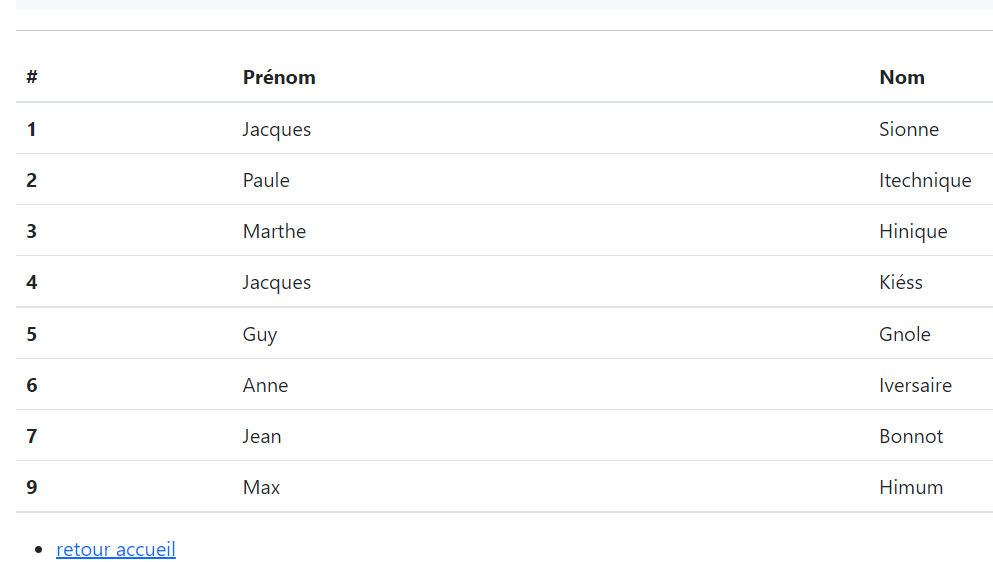 # Prénom Nom
1 Jacques Sionne
2 Paule Itechnique
3 Marthe Hinique
4 Jacques Kiéss
5 Guy Gnole
6 Anne Iversaire
7 Jean Bonnot
9 Max Himum
• retour accueil